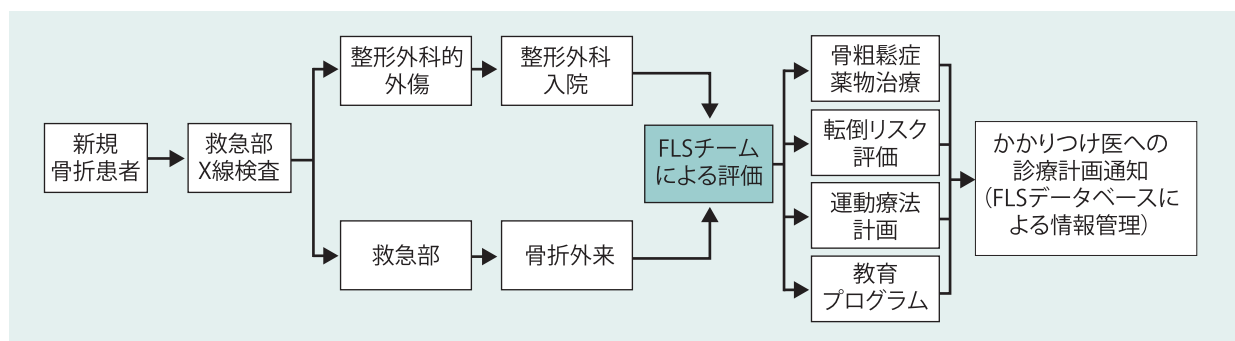 新規
骨折患者
救急部
X線検査
整形外科的
外傷
整形外科
入院
救急部
骨折外来
FLSチーム
による評価
骨粗鬆症
薬物治療
転倒リスク
評価
運動療法
計画
教育
プログラム
かかりつけ医への
診療計画通知
（FLSデータベースに
よる情報管理）